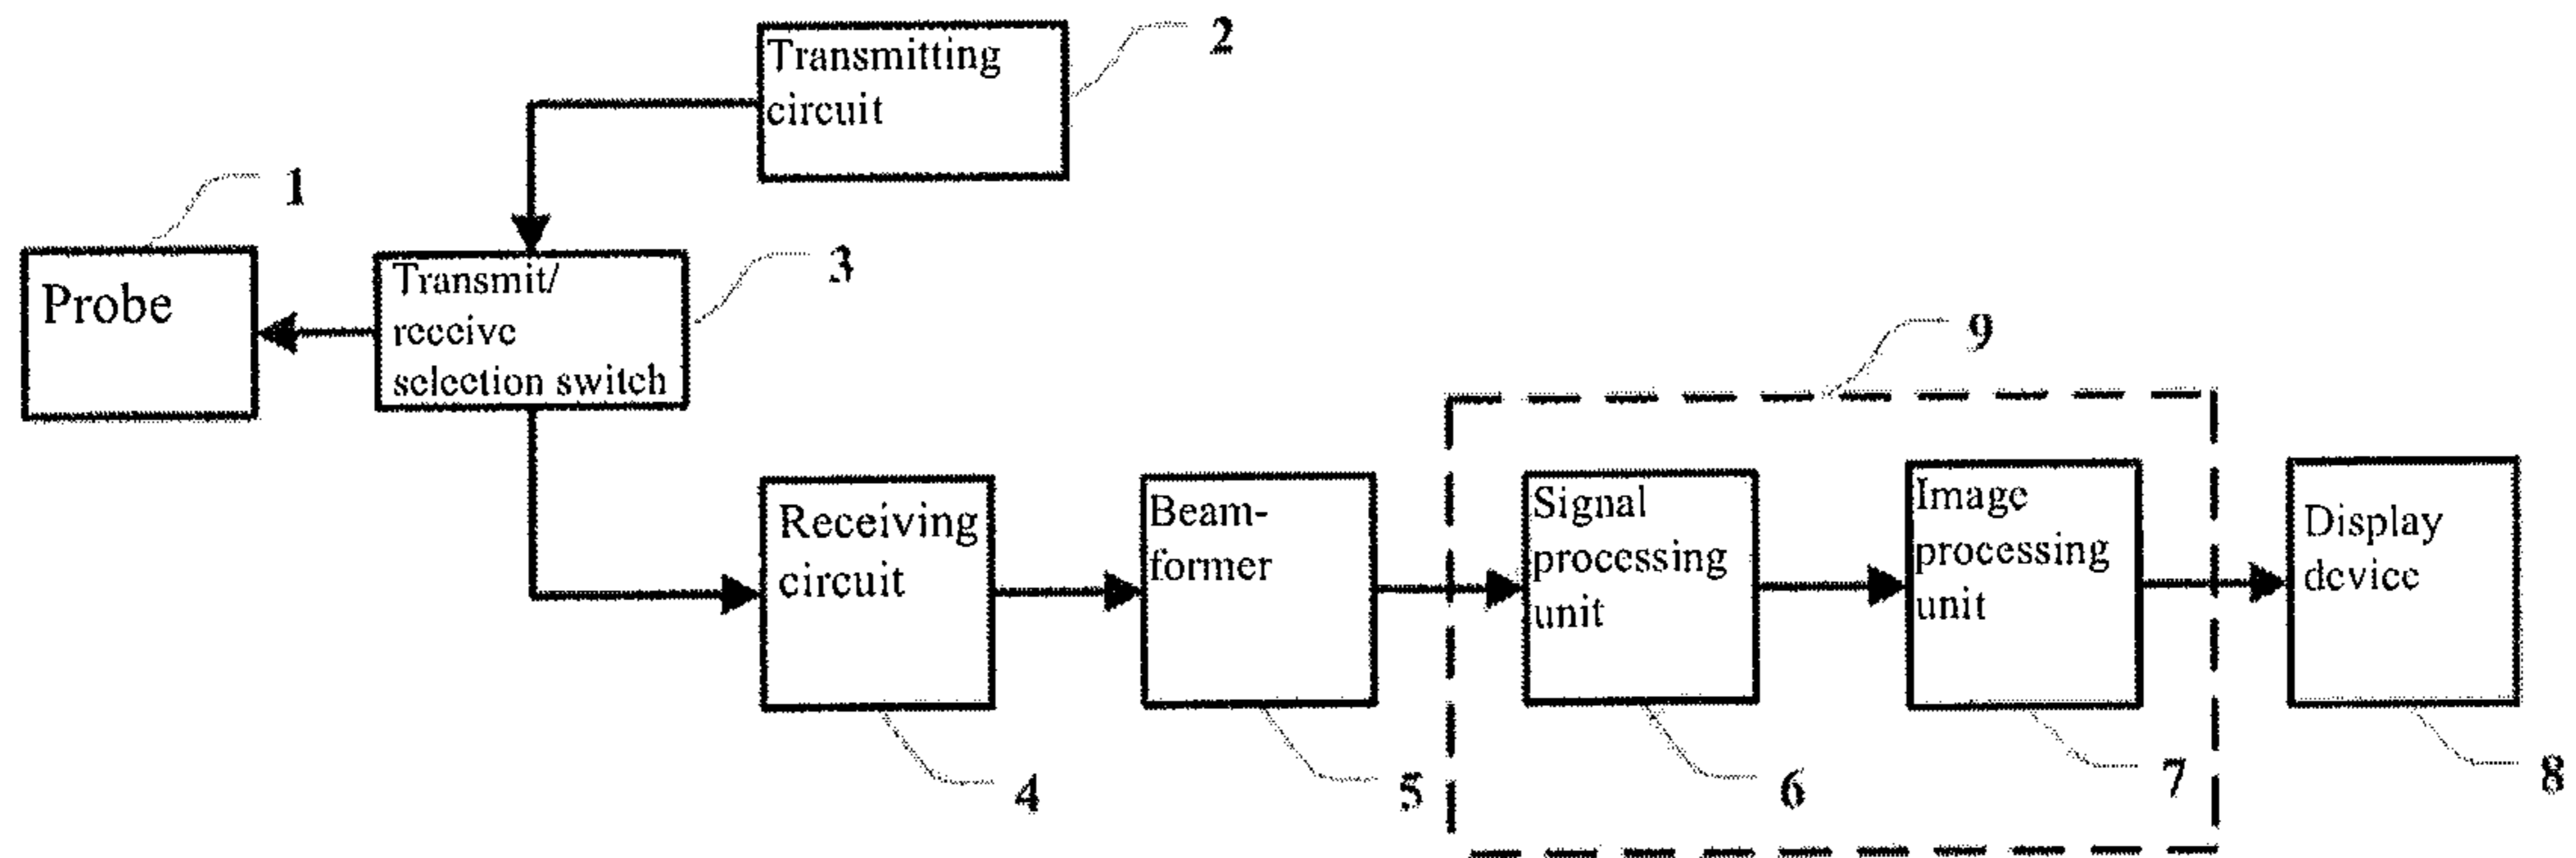 Transmitting
circuit
2
1
Probe
Transmit/
receive
selection switch
3
9
Receiving
circuit
Beam-
former
Signal
processing
unit
Image
processing
unit
Display
device
4
5
6
7
8